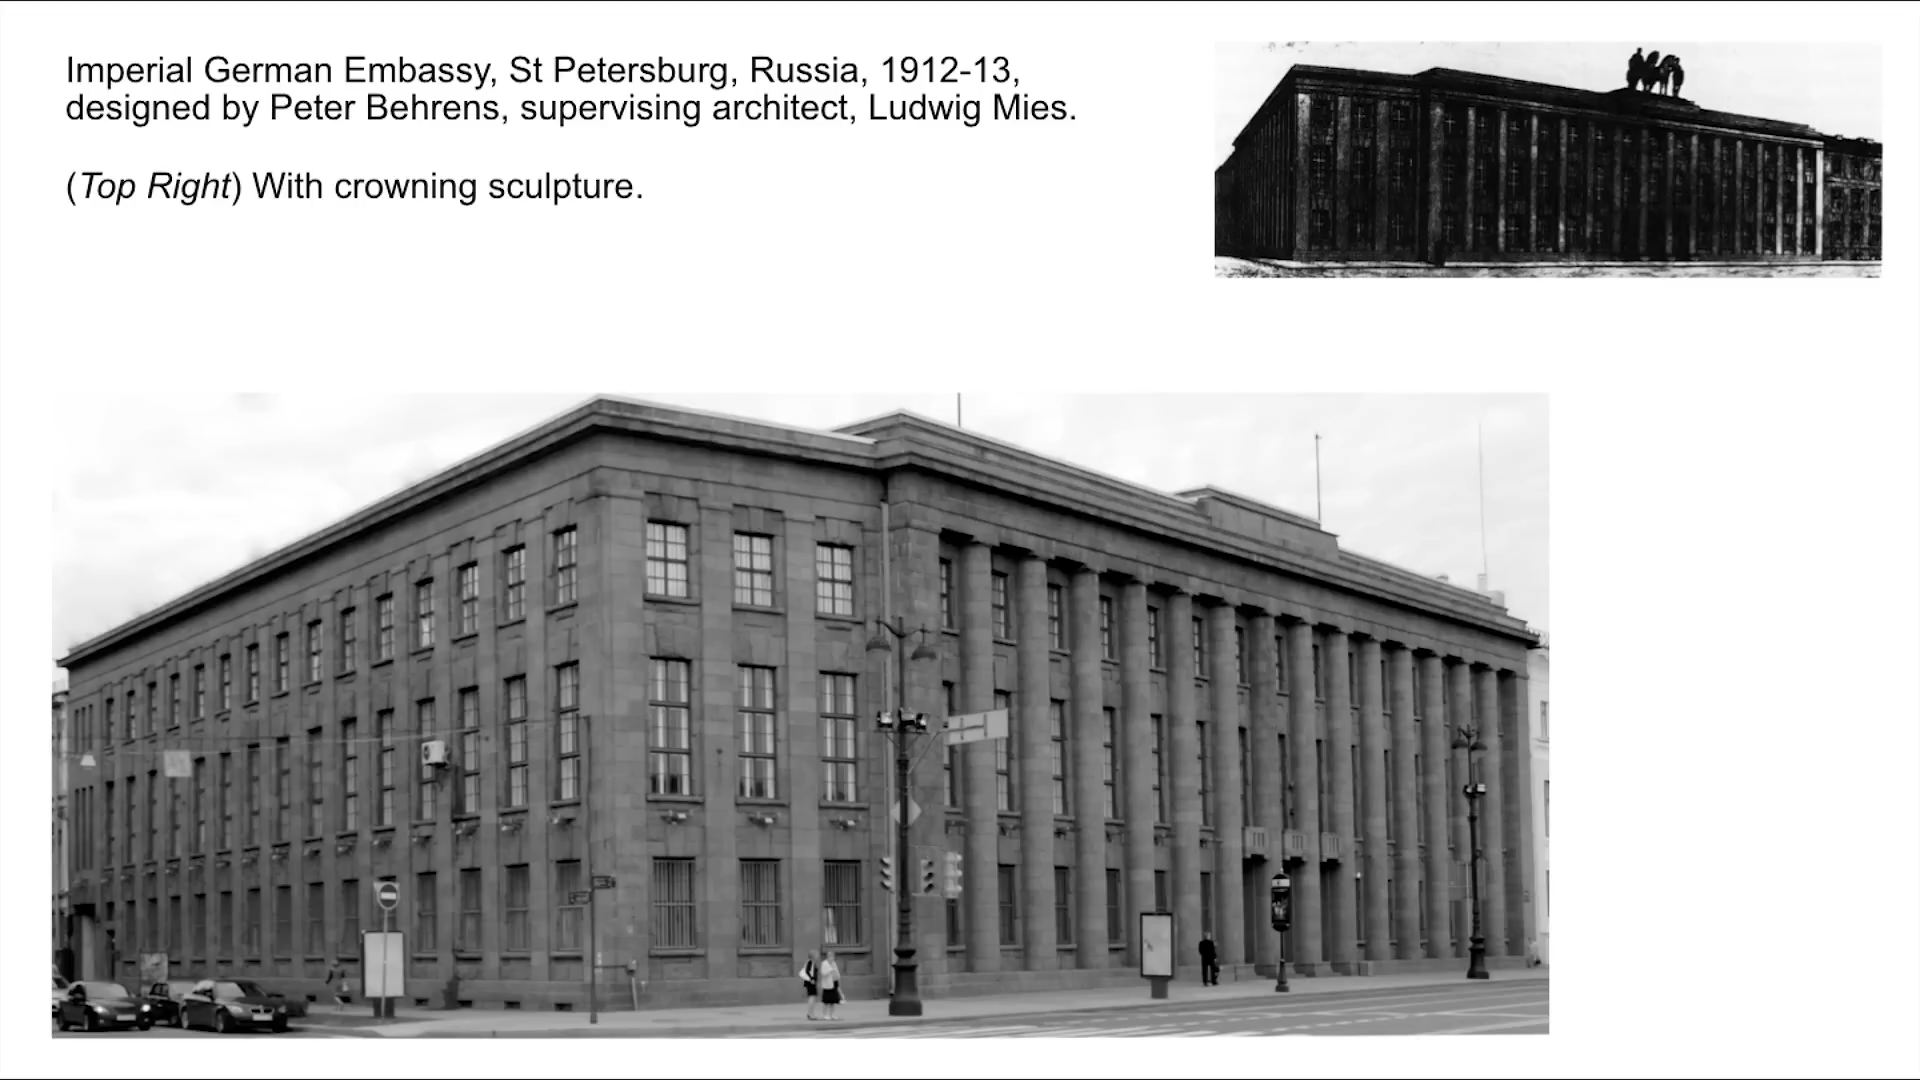 Imperial German Embassy, St Petersburg, Russia, 1912-13,
designed by Peter Behrens, supervising architect, Ludwig Mies.
(Top Right) With crowning sculpture.